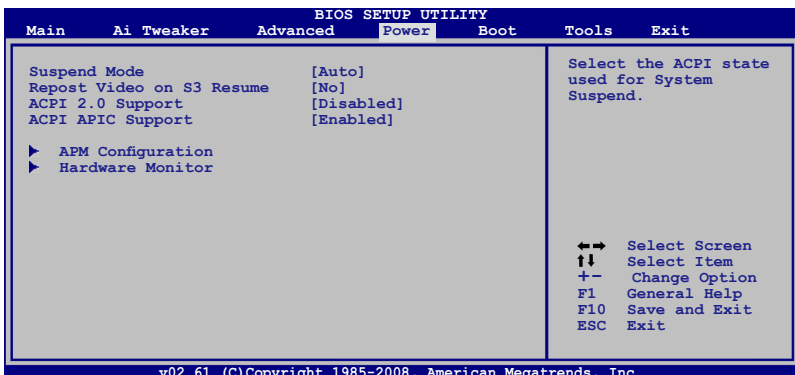 BIOS SETUP UTILITY
Main Ai Tweaker Advanced Power Boot Tools Exit
Suspend Mode [Auto]
Repost Video on S3 Resume [No]
ACPI 2.0 Support [Disabled]
ACPI APIC Support [Enabled]
APM Configuration
Hardware Monitor
Select the ACPI state
used for System
Suspend.
←→ Select Screen
↑↓ Select Item
+- Change Option
F1 General Help
F10 Save and Exit
ESC Exit
v02.61 (C)Copyright 1985-2008, American Megatrends, Inc.